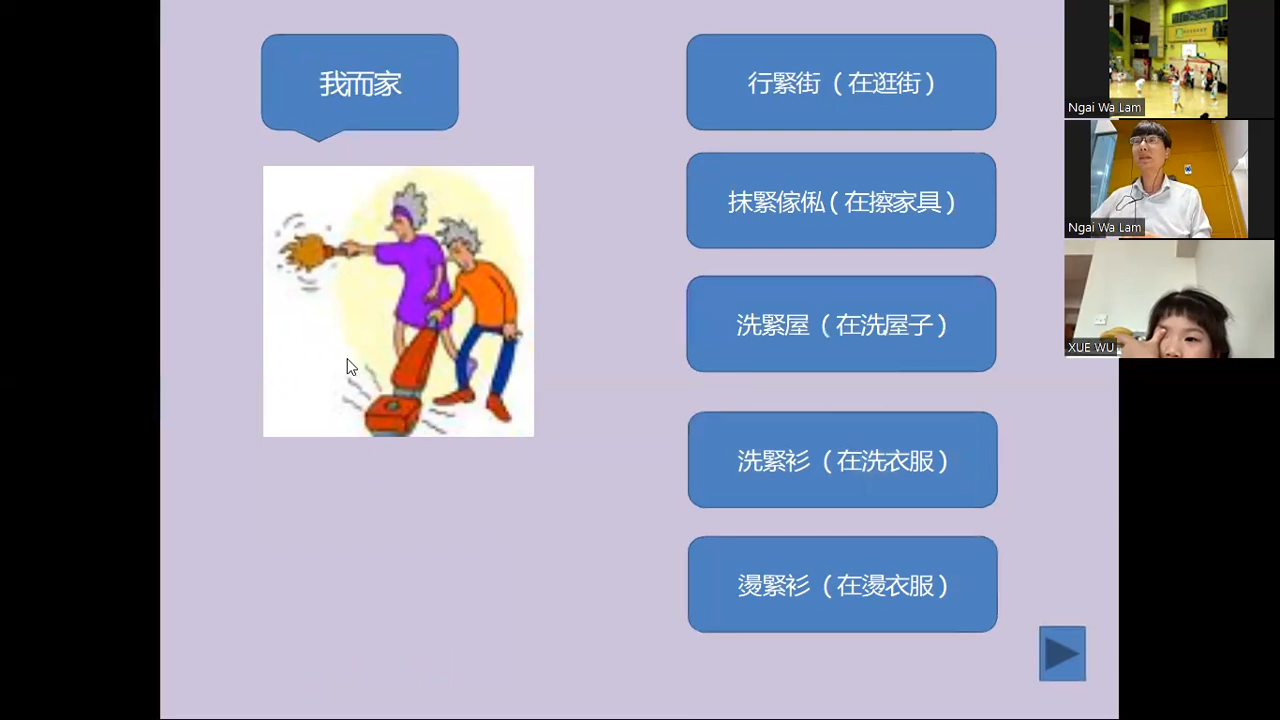 我而家
行緊街（在逛街）
抹緊傢俬（在擦家具）
洗緊屋（在洗屋子）
洗緊衫（在洗衣服）
燙緊衫（在燙衣服）
Ngai Wa Lam
Ngai Wa Lam
XUE WU